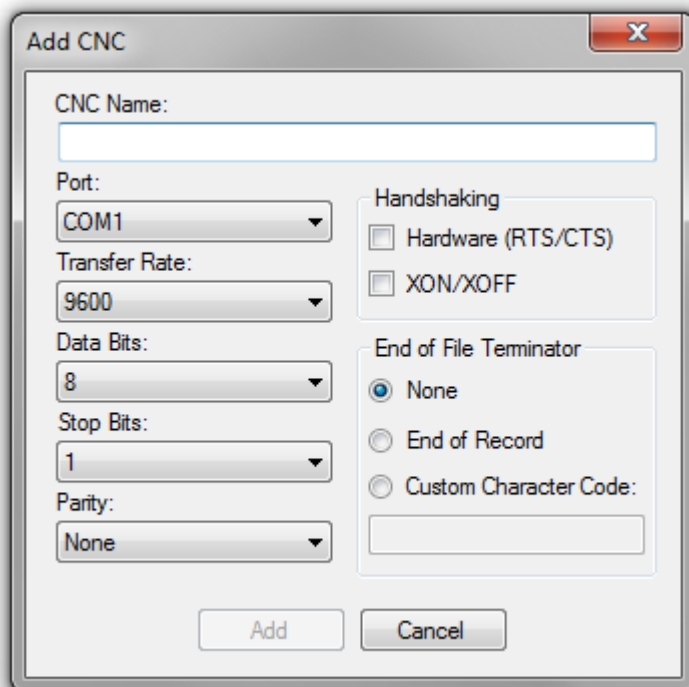 Add CNC
CNC Name:
Port:
COM1
Transfer Rate:
9600
Data Bits:
8
Stop Bits:
1
Parity:
None
Handshaking
Hardware (RTS/CTS)
XON/XOFF
End of File Terminator
None
End of Record
Custom Character Code:
Add
Cancel